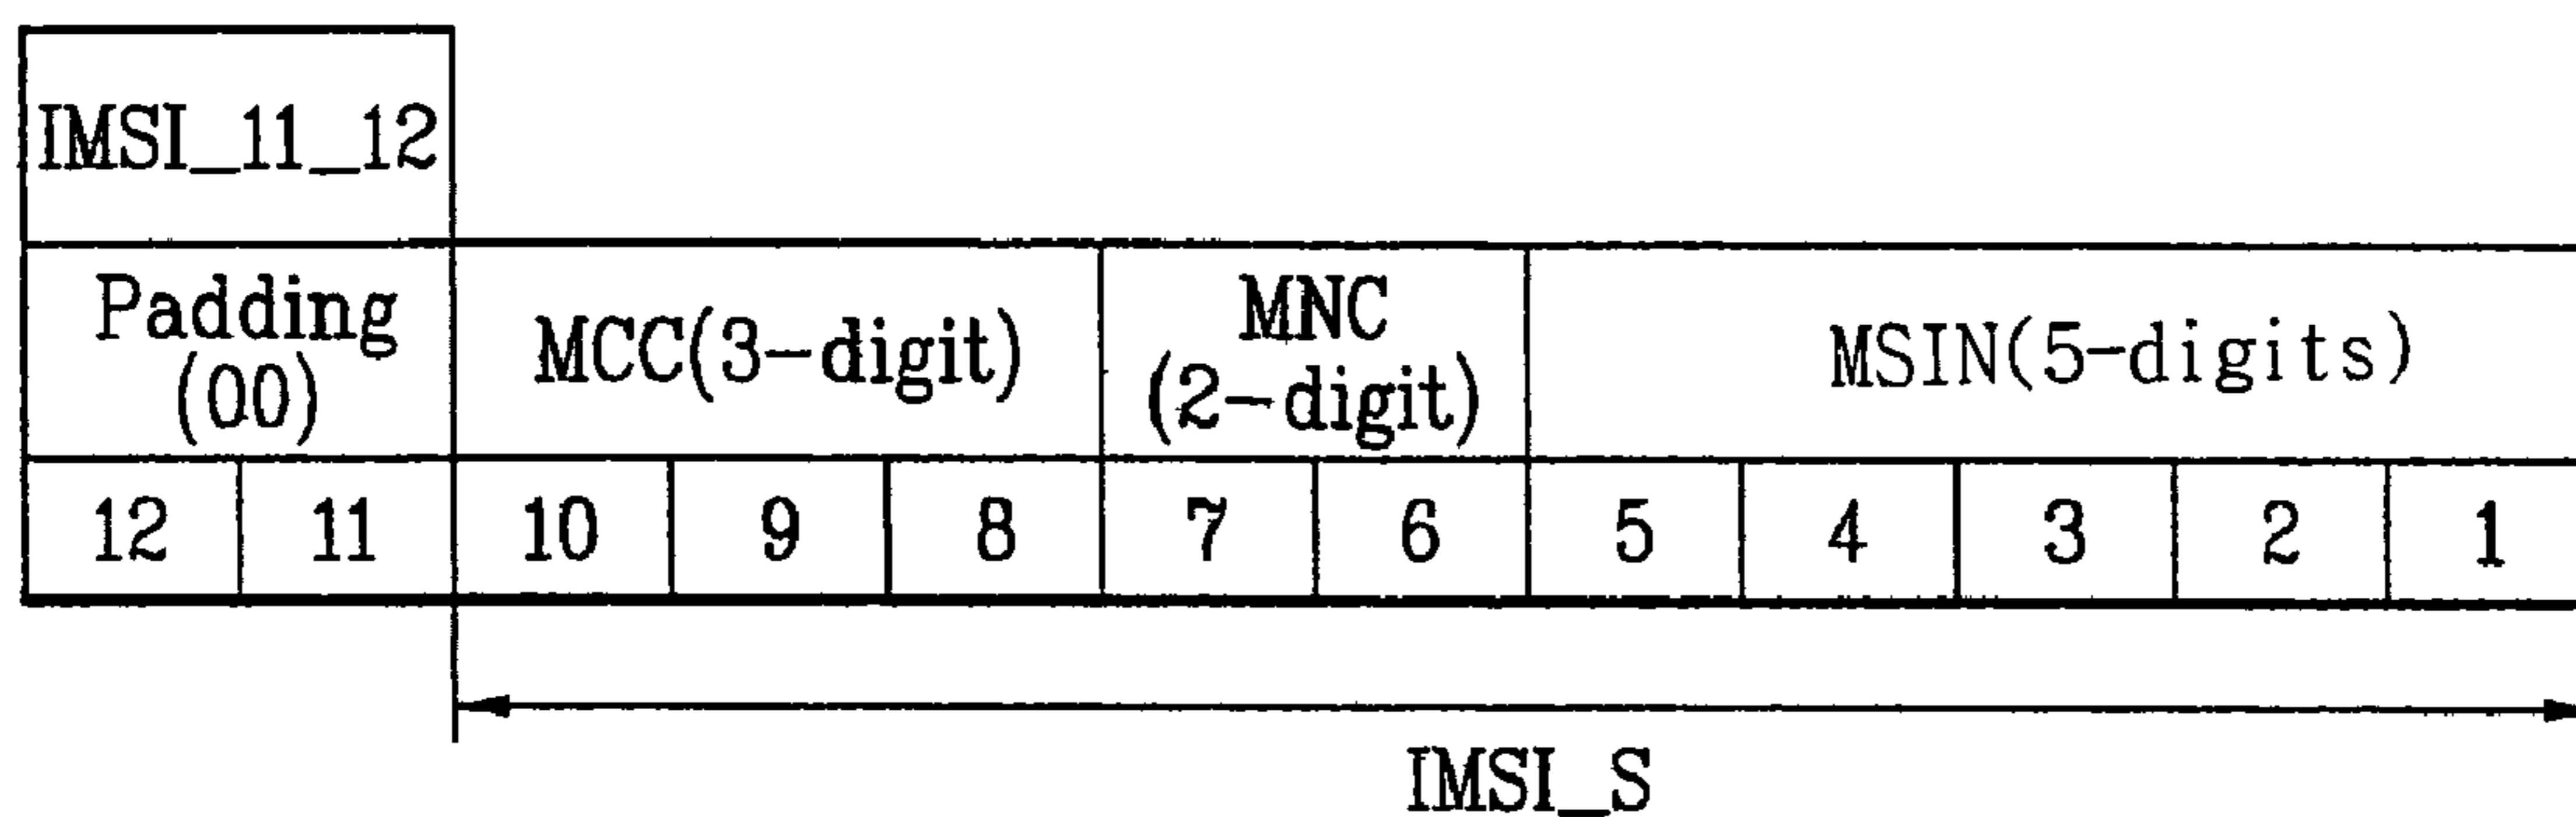 IMSI_11_12
Padding
(00)
MCC(3-digit)
MNC
(2-digit)
MSIN(5-digits)
12 11 10 9 8 7 6 5 4 3 2 1
IMSI_S